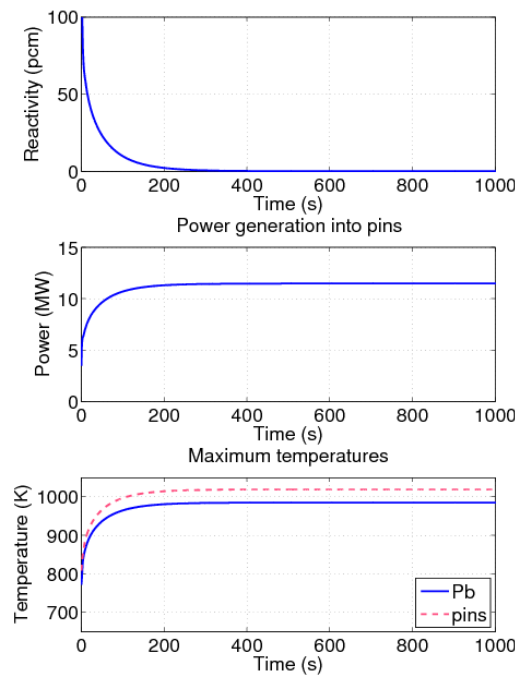 100
50
0
Reactivity (pcm)
0 200 400 600 800 1000
Time (s)
Power generation into pins
15
10
5
0
Power (MW)
0 200 400 600 800 1000
Time (s)
Maximum temperatures
1000
900
800
700
Temperature (K)
Pb
pins
0 200 400 600 800 1000
Time (s)